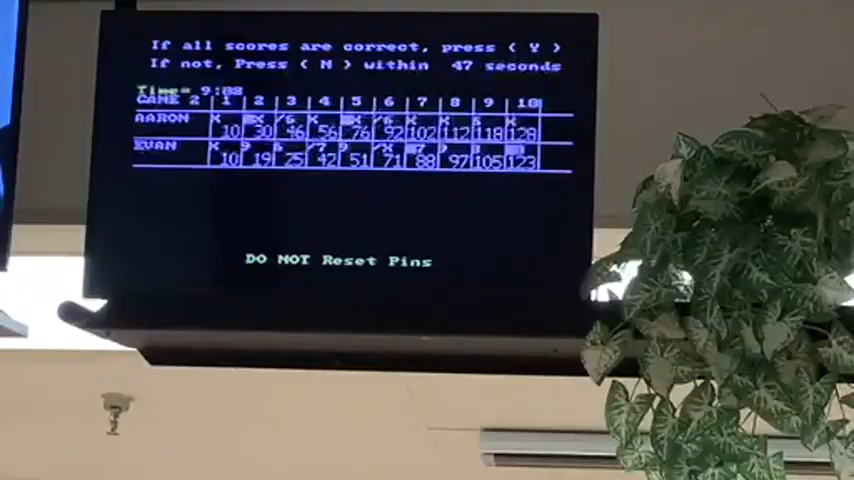 If all scores are correct, press ( Y )
If not, Press ( N ) within 47 seconds
Time= 9:08
GAME 2 1 2 3 4 5 6 7 8 9 10
AARON
10 30 46 56 76 92 102 112 118 128
EVAN
10 19 25 42 51 71 88 97 105 123
DO NOT Reset Pins